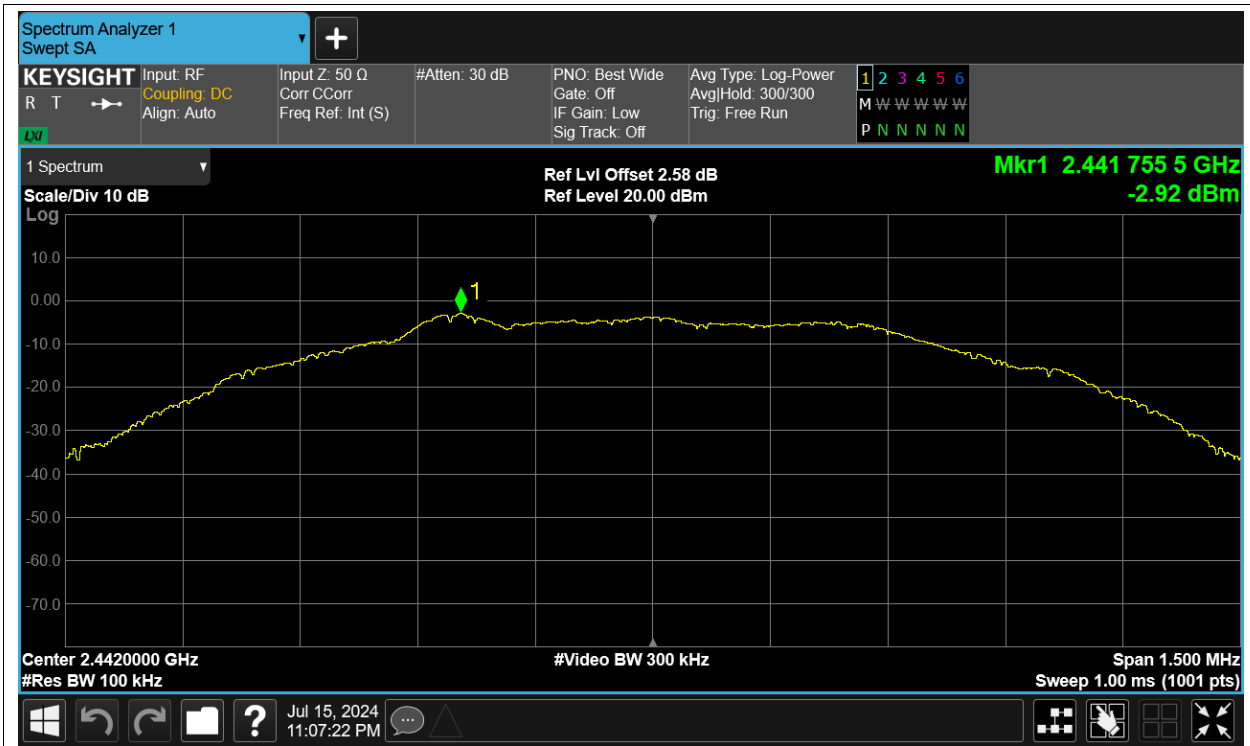 Spectrum Analyzer 1
Swept SA
KEYSIGHT
R T
LXI
Input: RF
Coupling: DC
Align: Auto
Input Z: 50 Ω
Corr CCorr
Freq Ref: Int (S)
#Atten: 30 dB
PNO: Best Wide
Gate: Off
IF Gain: Low
Sig Track: Off
Avg Type: Log-Power
Avg|Hold: 300/300
Trig: Free Run
1 2 3 4 5 6
M W W W W W
P N N N N N
1 Spectrum
Scale/Div 10 dB
Log
Ref Lvl Offset 2.58 dB
Ref Level 20.00 dBm
Mkr1 2.441 755 5 GHz
-2.92 dBm
10.0
0.00
-10.0
-20.0
-30.0
-40.0
-50.0
-60.0
-70.0
1
Center 2.4420000 GHz
#Res BW 100 kHz
#Video BW 300 kHz
Span 1.500 MHz
Sweep 1.00 ms (1001 pts)
?
Jul 15, 2024
11:07:22 PM